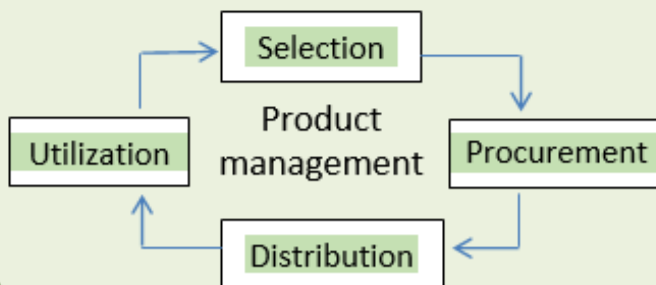 Selection
Product
management
Utilization
Procurement
Distribution